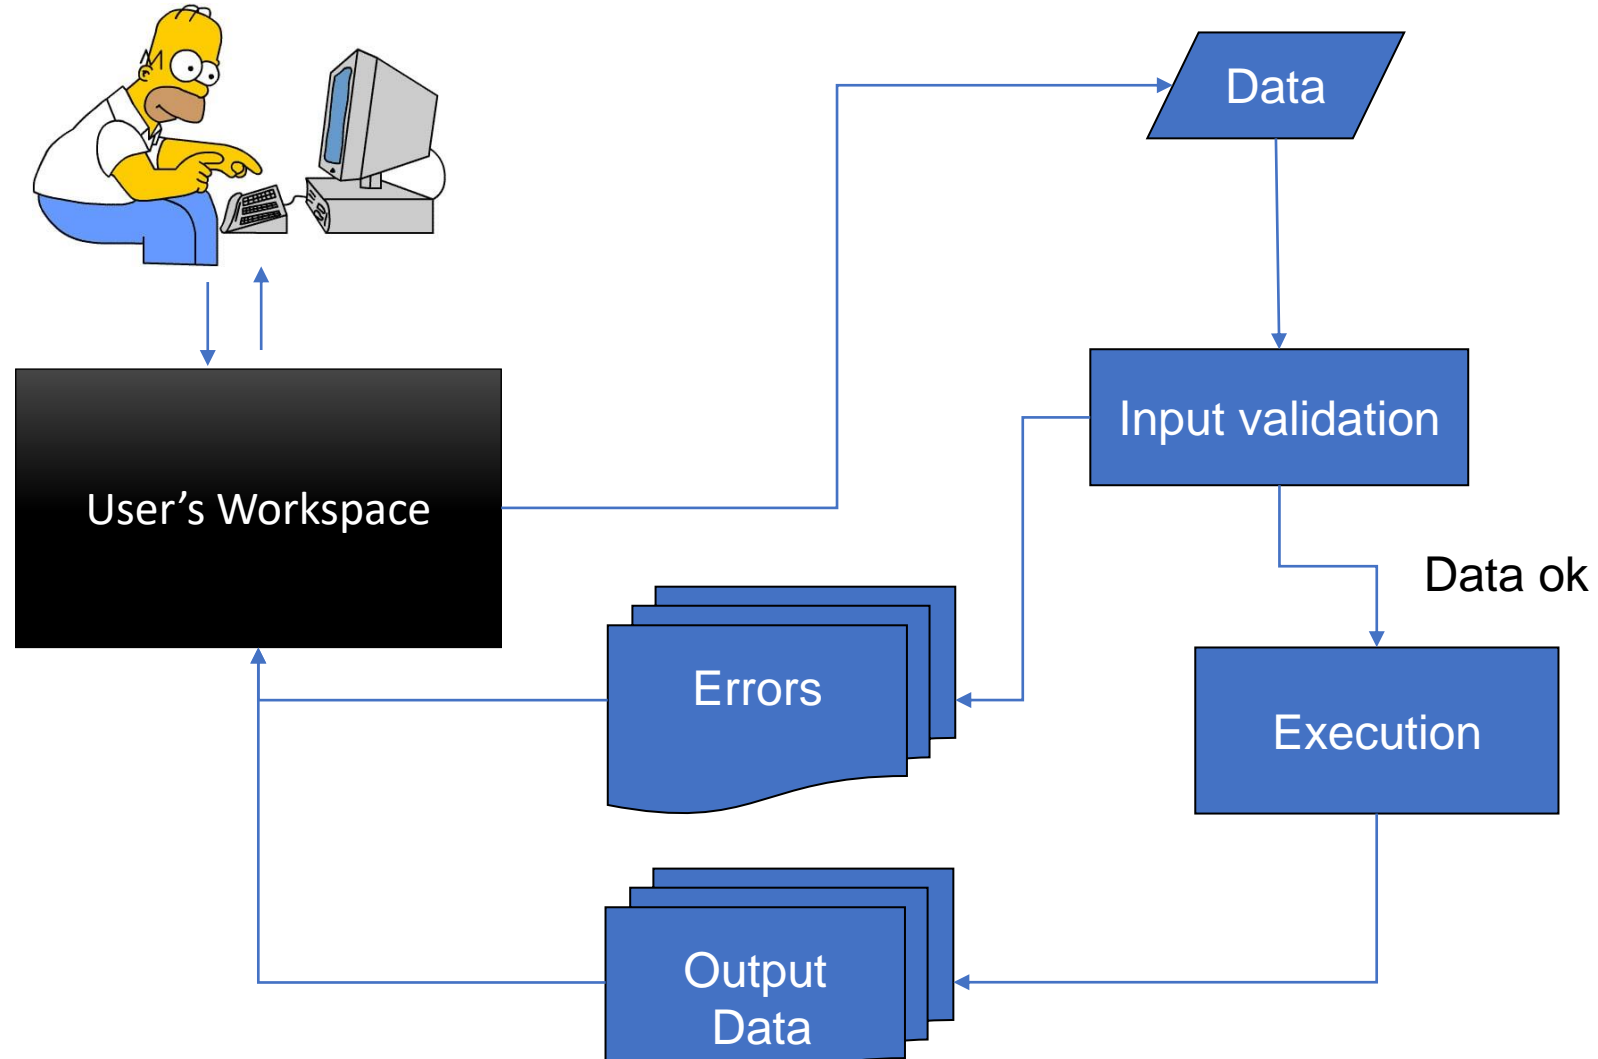 Data
Input validation
User’s Workspace
Data ok
Errors
Execution
Output
Data